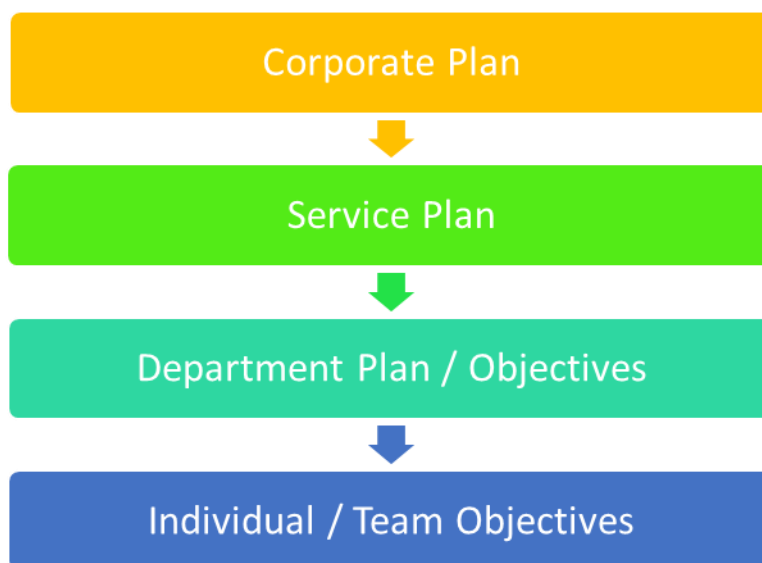 Corporate Plan
Service Plan
Department Plan / Objectives
Individual / Team Objectives